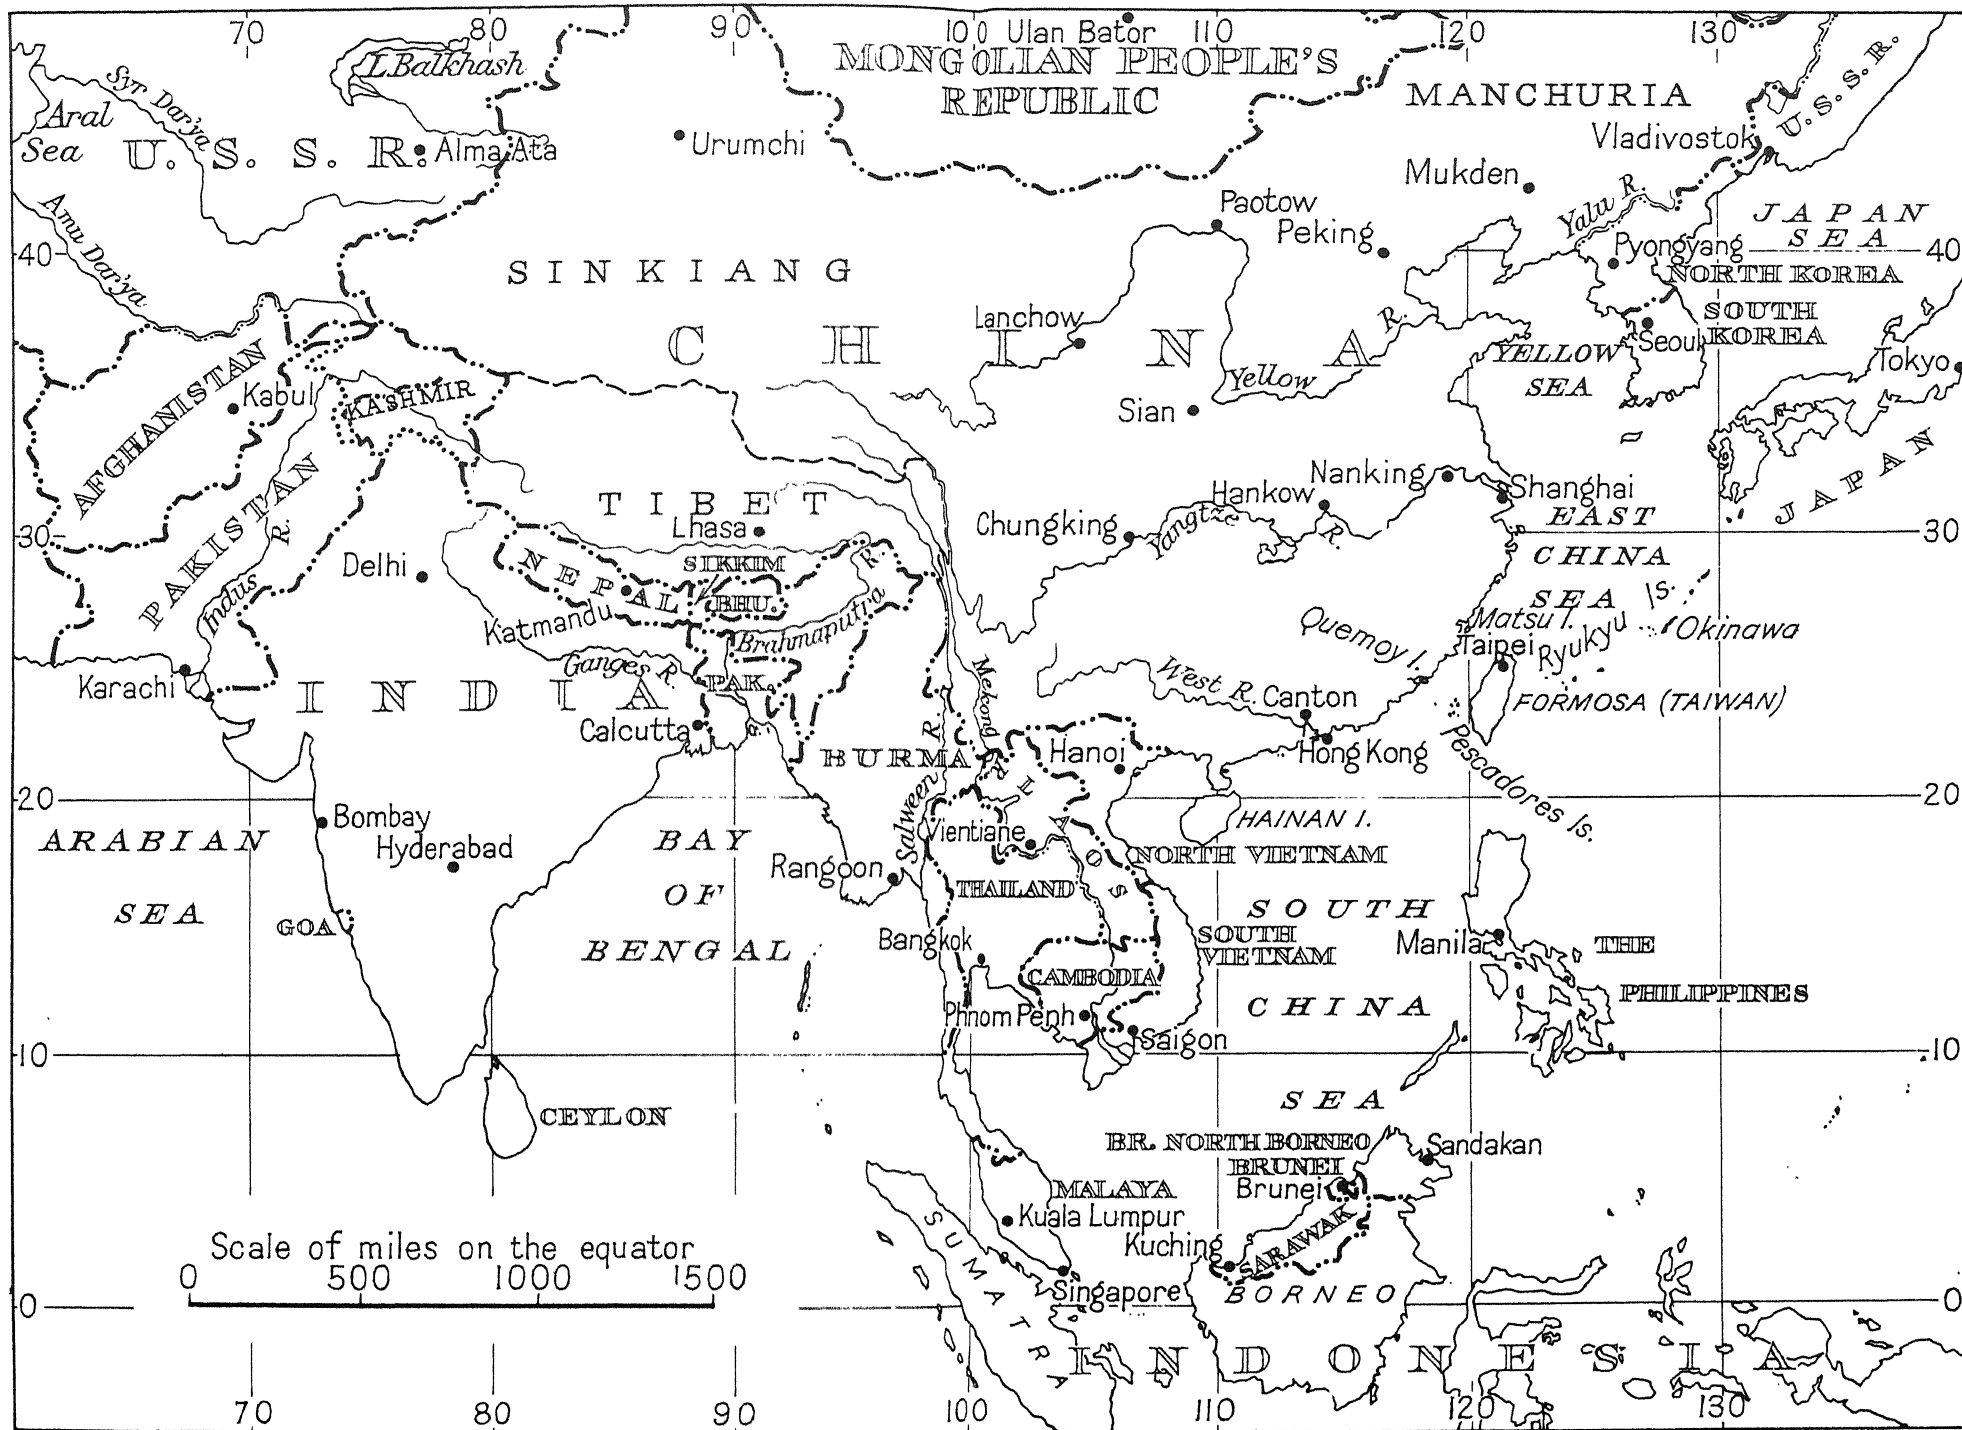 70
80
90
100
110
120
130
Ulan Bator
MONGOLIAN PEOPLE'S
REPUBLIC
L.Balkhash
Syr Dar'ya
Aral
Sea
U. S. S. R.
Alma Ata
Urumchi
MANCHURIA
U. S. S. R.
Vladivostok
Mukden
Amu Dar'ya
Paotow
Peking
Yalu R.
JAPAN
SEA
40
Pyongyang
40
NORTH KOREA
SINKIANG
SOUTH
KOREA
Lanchow
CHINA
R.
Seoul
YELLOW
SEA
Tokyo
Yellow
Sian
AFGHANISTAN
Kabul
KASHMIR
JAPAN
PAKISTAN
TIBET
Lhasa
Nanking
Hankow
Shanghai
EAST
CHINA
SEA
Chungking
Yangtze
R.
30
30
R.
Indus
Delhi
NEPAL
SIKKIM
BHU.
R.
Brahmaputra
Katmandu
Quemoy I.
Matsu I.
Taipei
Ryukyu Is.
Okinawa
Karachi
INDIA
Ganges R.
PAK.
Calcutta
Mekong
West R.
Canton
FORMOSA (TAIWAN)
BURMA
R.
Salween
Hanoi
Hong Kong
Pescadores Is.
20
20
LAOS
ARABIAN
SEA
Bombay
Hyderabad
BAY
OF
BENGAL
Vientiane
HAINAN I.
NORTH VIETNAM
Rangoon
THAILAND
GOA
SOUTH
CHINA
SEA
Bangkok
SOUTH
VIETNAM
Manila
THE
PHILIPPINES
CAMBODIA
Phnom Penh
Saigon
10
10
CEYLON
BR. NORTH BORNEO
BRUNEI
Sandakan
Brunei
MALAYA
Kuala Lumpur
Kuching
SARAWAK
Scale of miles on the equator
0
500
1000
1500
SUMATRA
Singapore
BORNEO
0
0
INDONESIA
70
80
90
100
110
120
130